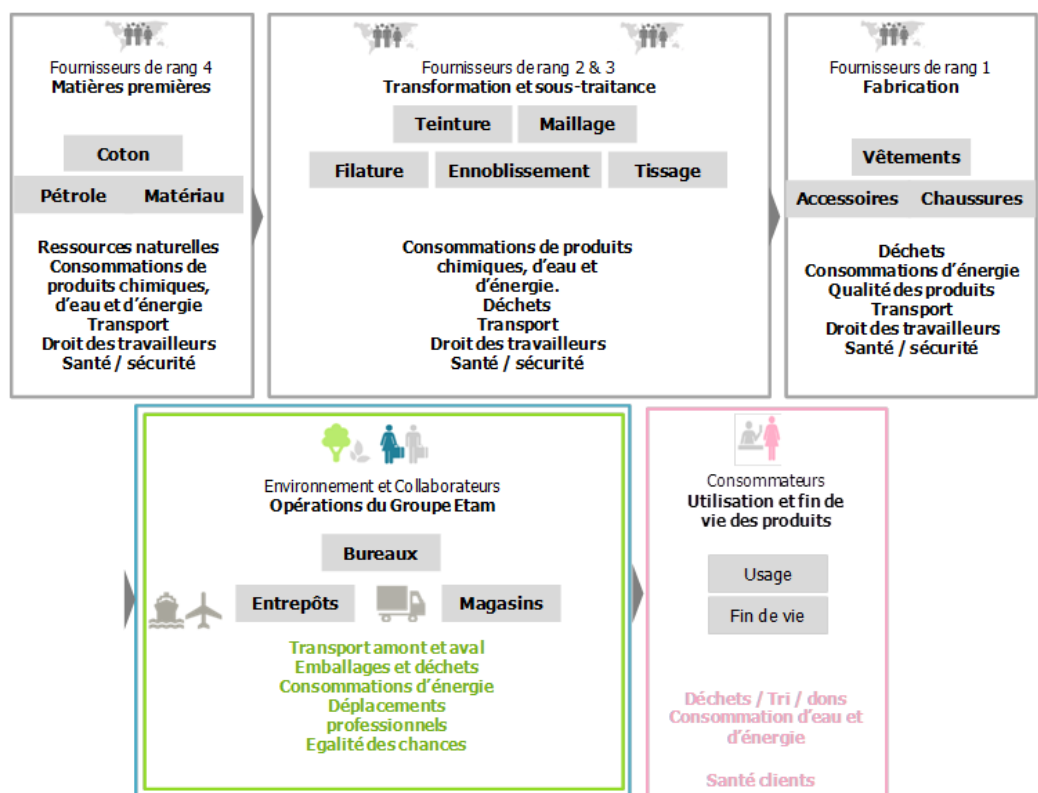 Fournisseurs de rang 4
Matières premières
Coton
Pétrole
Matériau
Ressources naturelles
Consommations de
produits chimiques,
d'eau et d'énergie
Transport
Droit des travailleurs
Santé / sécurité
Fournisseurs de rang 2 & 3
Transformation et sous-traitance
Teinture
Maillage
Filature
Ennoblissement
Tissage
Consommations de produits
chimiques, d'eau et
d'énergie.
Déchets
Transport
Droit des travailleurs
Santé / sécurité
Fournisseurs de rang 1
Fabrication
Vêtements
Accessoires
Chaussures
Déchets
Consommations d'énergie
Qualité des produits
Transport
Droit des travailleurs
Santé / sécurité
Environnement et Collaborateurs
Opérations du Groupe Etam
Bureaux
Entrepôts
Magasins
Transport amont et aval
Emballages et déchets
Consommations d'énergie
Déplacements
professionnels
Egalité des chances
Consommateurs
Utilisation et fin de
vie des produits
Usage
Fin de vie
Déchets / Tri / dons
Consommation d'eau et
d'énergie
Santé clients